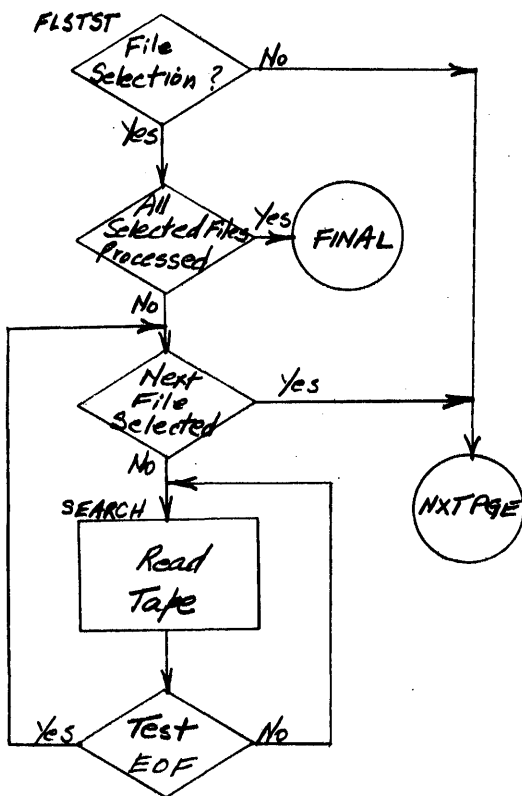 FLSTST
File
Selection ?
No
Yes
All
Selected Files
Processed
Yes
FINAL
No
Next
File
Selected
Yes
No
NXTPGE
SEARCH
Read
Tape
Yes
Test
EOF
No